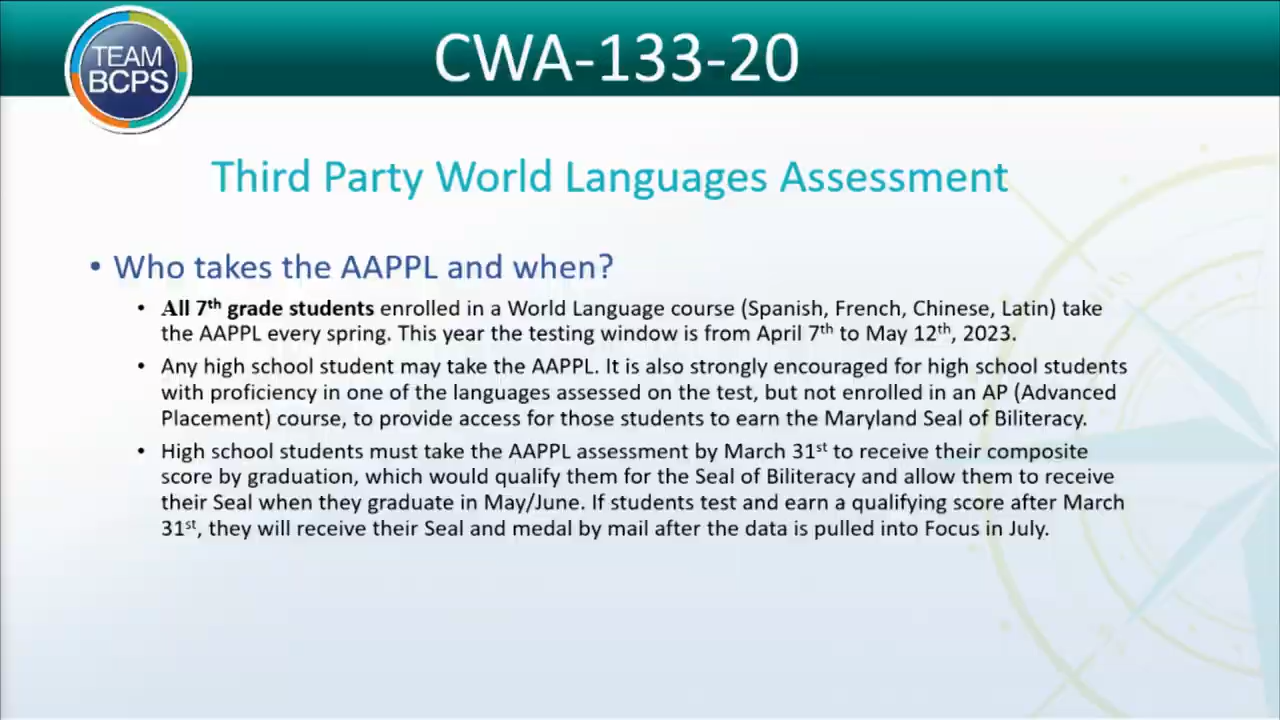 TEAM
BCPS
CWA-133-20
Third Party World Languages Assessment
• Who takes the AAPPL and when?
• All 7th grade students enrolled in a World Language course (Spanish, French, Chinese, Latin) take
the AAPPL every spring. This year the testing window is from April 7th to May 12th, 2023.
• Any high school student may take the AAPPL. It is also strongly encouraged for high school students
with proficiency in one of the languages assessed on the test, but not enrolled in an AP (Advanced
Placement) course, to provide access for those students to earn the Maryland Seal of Biliteracy.
• High school students must take the AAPPL assessment by March 31st to receive their composite
score by graduation, which would qualify them for the Seal of Biliteracy and allow them to receive
their Seal when they graduate in May/June. If students test and earn a qualifying score after March
31st, they will receive their Seal and medal by mail after the data is pulled into Focus in July.